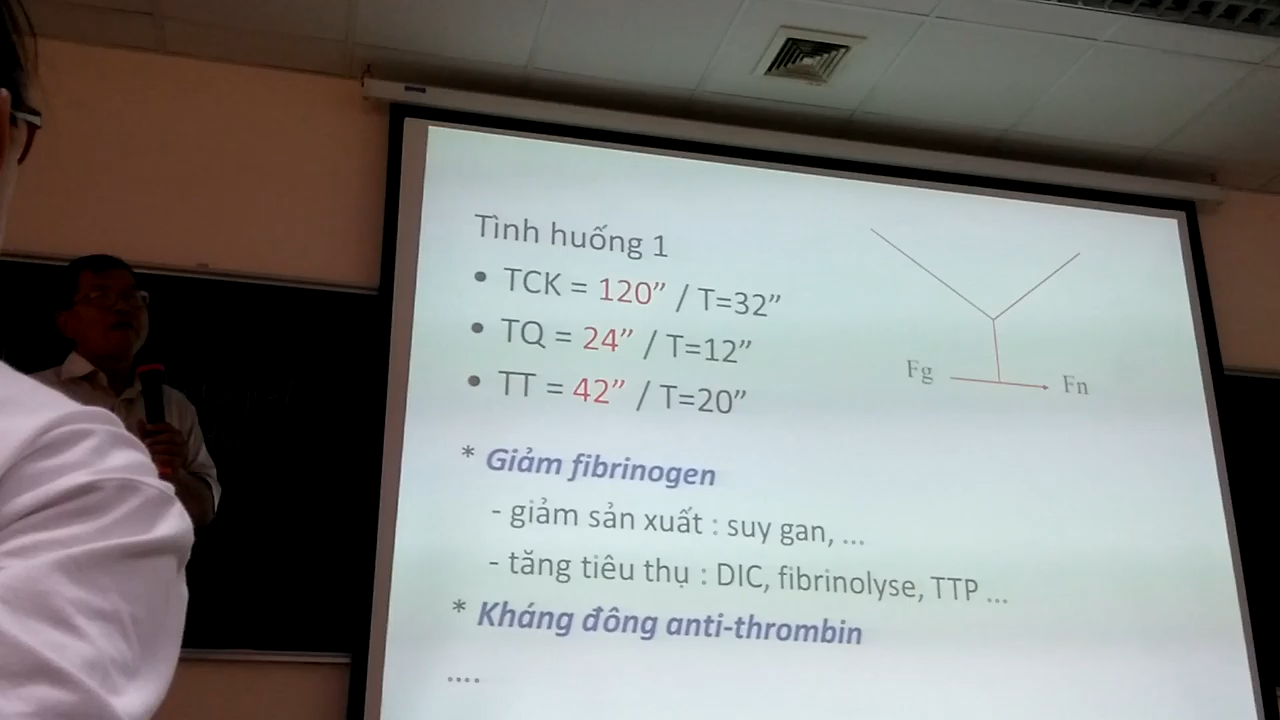 Tình huống 1
• TCK = 120” / T=32”
• TQ = 24” / T=12”
• TT = 42” / T=20”
Fg Fn
* Giảm fibrinogen
- giảm sản xuất : suy gan, ...
- tăng tiêu thụ : DIC, fibrinolyse, TTP ...
* Kháng đông anti-thrombin
....